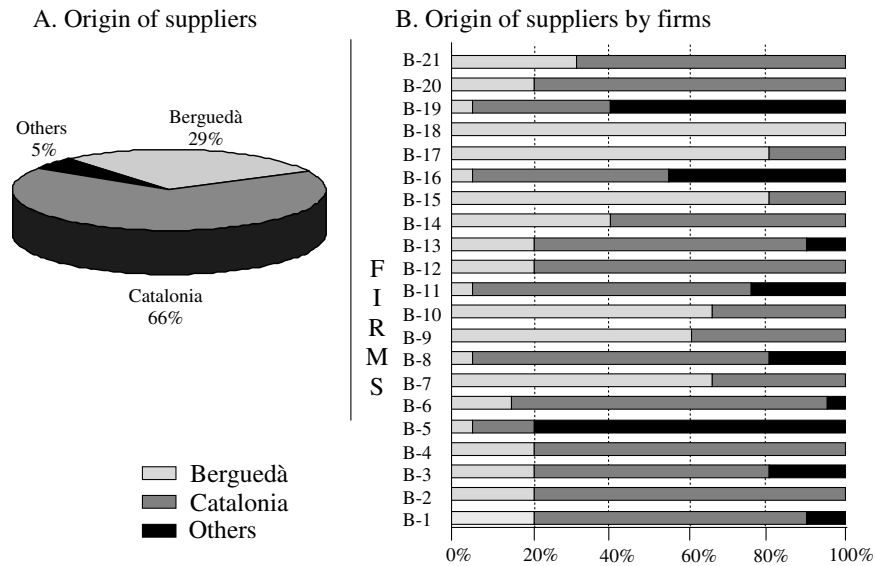 A. Origin of suppliers
Others
5%
Berguedà
29%
Catalonia
66%
Berguedà
Catalonia
Others
B. Origin of suppliers by firms
F
I
R
M
S
B-21
B-20
B-19
B-18
B-17
B-16
B-15
B-14
B-13
B-12
B-11
B-10
B-9
B-8
B-7
B-6
B-5
B-4
B-3
B-2
B-1
0% 20% 40% 60% 80% 100%